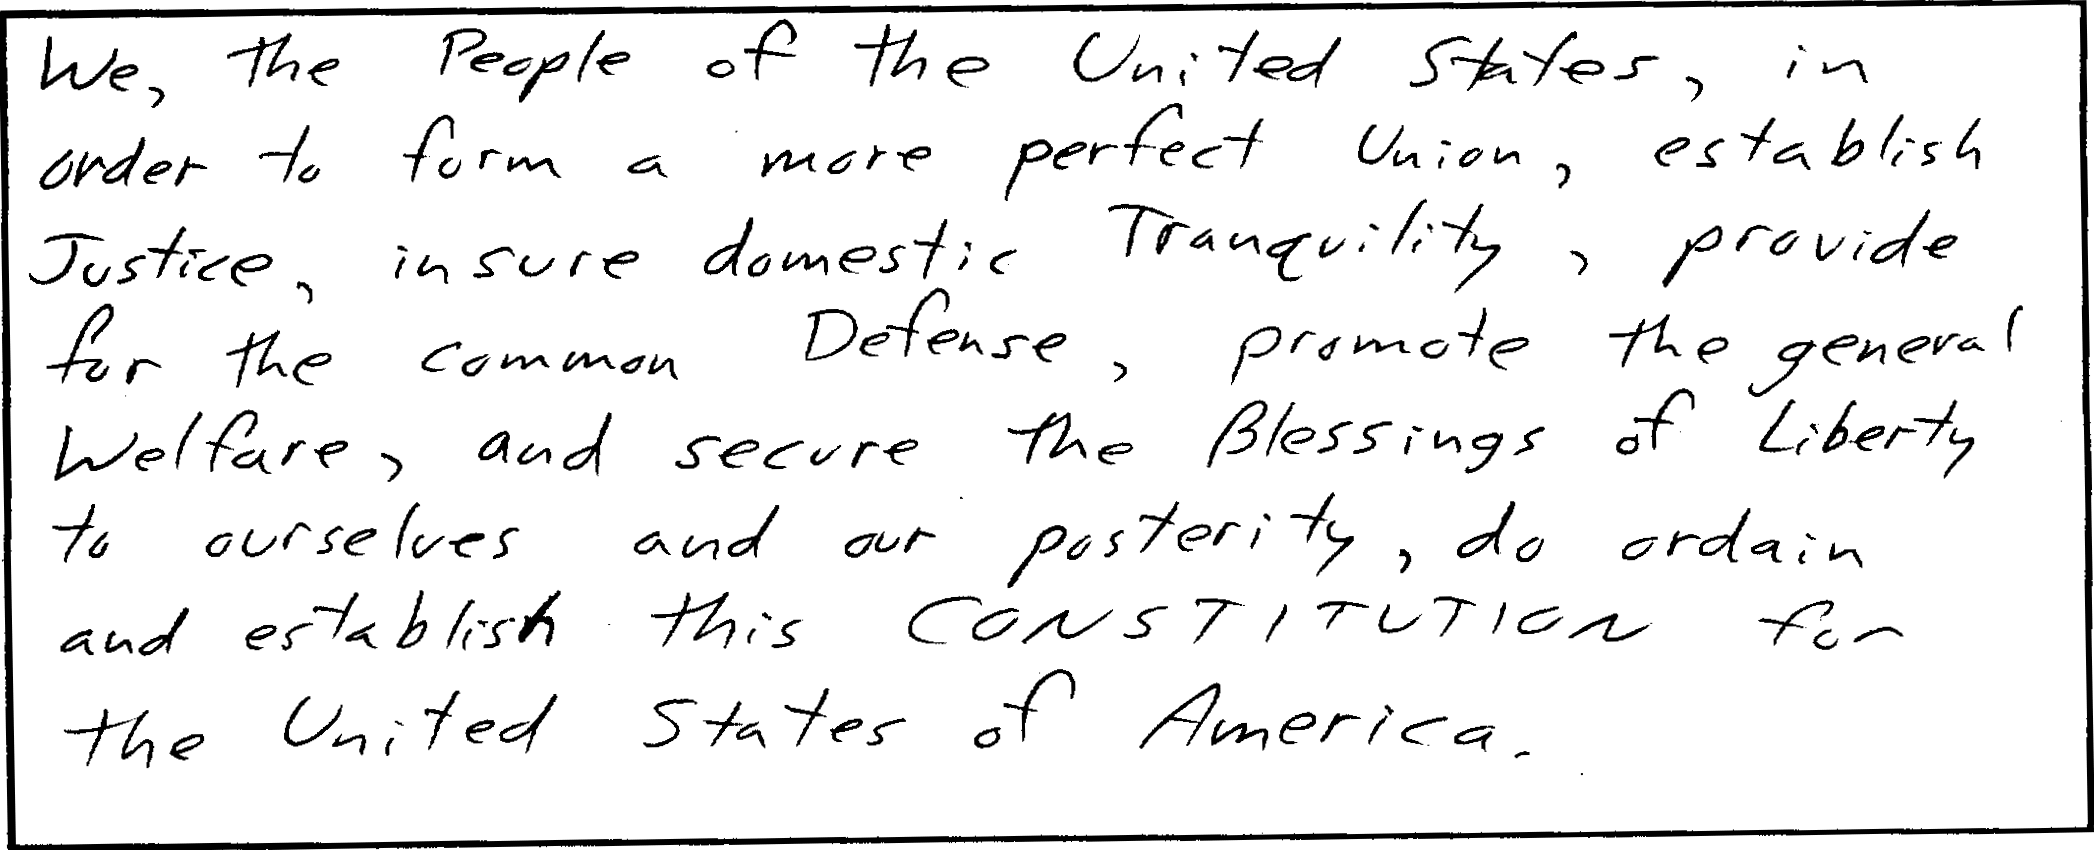 We, the People of the United States, in
order to form a more perfect Union, establish
Justice, insure domestic Tranquility, provide
for the common Defense, promote the general
Welfare, and secure the Blessings of Liberty
to ourselves and our posterity, do ordain
and establish this CONSTITUTION for
the United States of America.